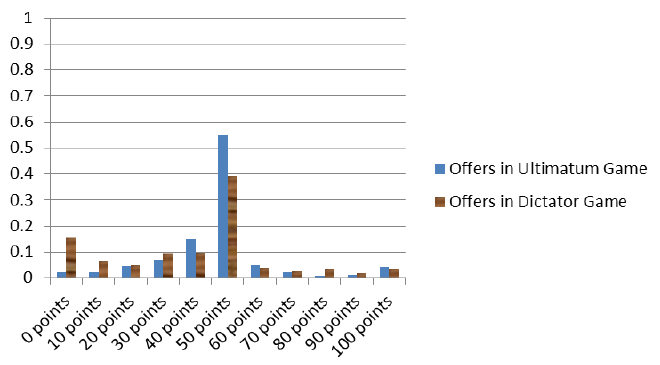 1
0.9
0.8
0.7
0.6
0.5
0.4
0.3
0.2
0.1
0
0 points
10 points
20 points
30 points
40 points
50 points
60 points
70 points
80 points
90 points
100 points
Offers in Ultimatum Game
Offers in Dictator Game